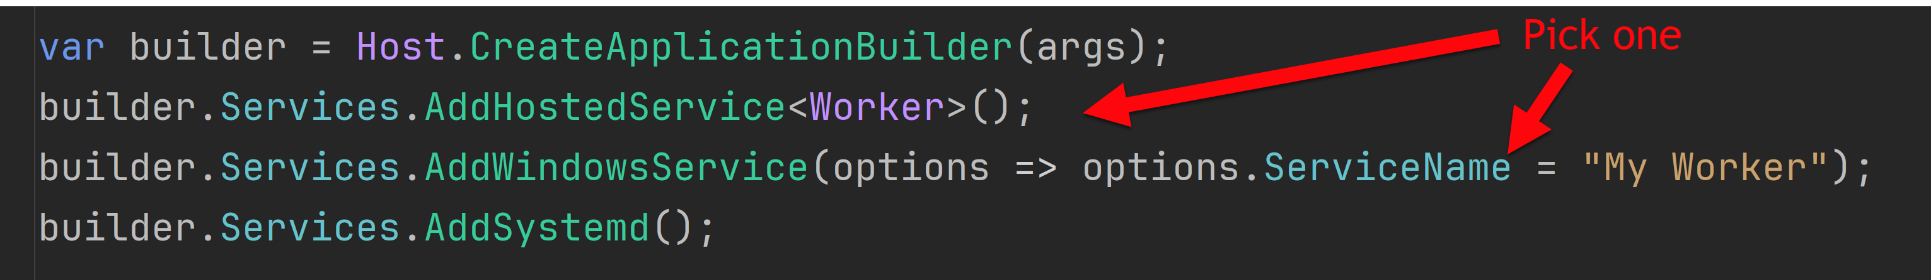 var builder = Host.CreateApplicationBuilder(args);
Pick one
builder.Services.AddHostedService<Worker>();
builder.Services.AddWindowsService(options => options.ServiceName = "My Worker");
builder.Services.AddSystemd();